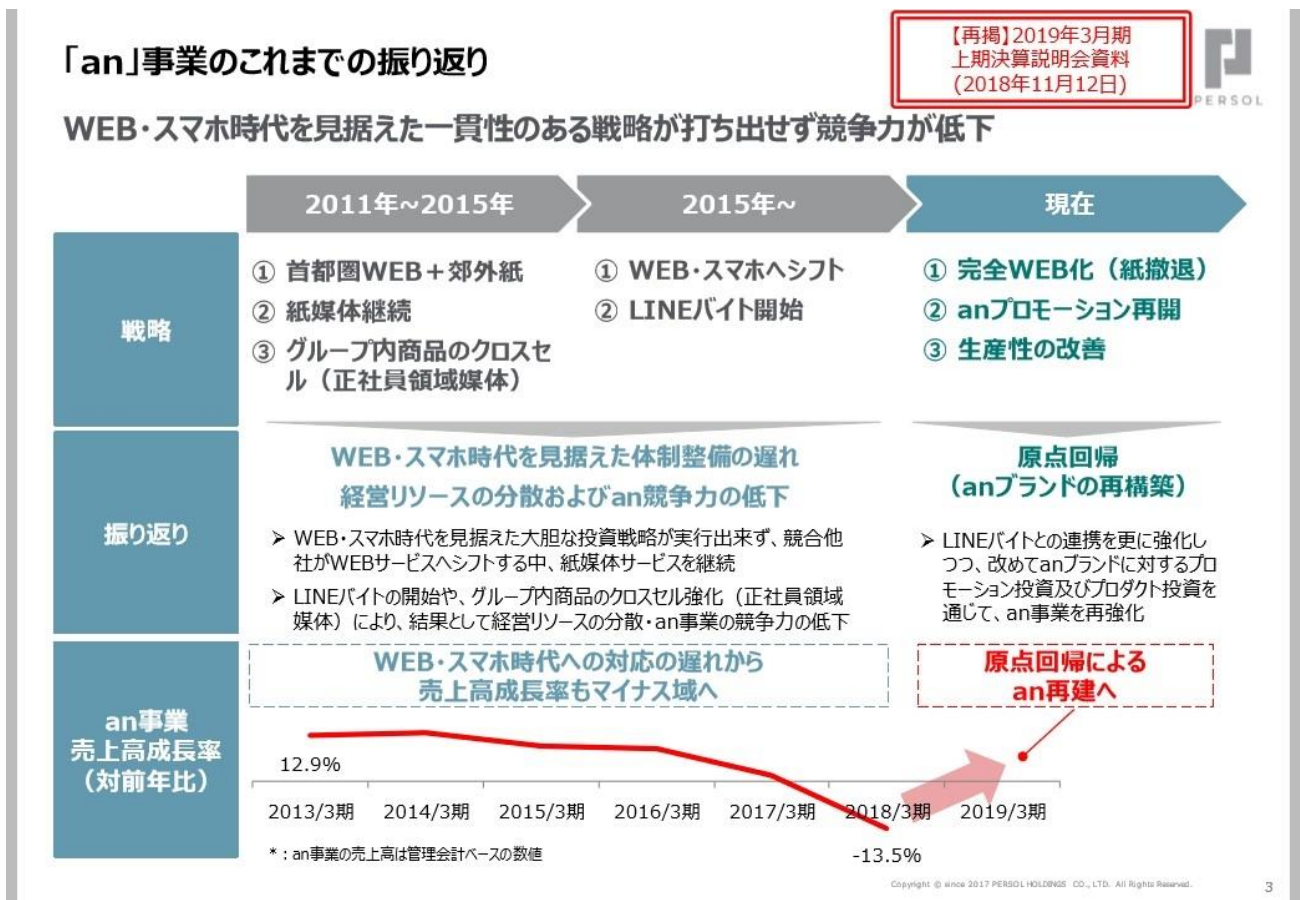 「an」事業のこれまでの振り返り
【再掲】2019年3月期
上期決算説明会資料
(2018年11月12日)
PERSOL
WEB・スマホ時代を見据えた一貫性のある戦略が打ち出せず競争力が低下
2011年~2015年
2015年~
現在
戦略
① 首都圏WEB+郊外紙
② 紙媒体継続
③ グループ内商品のクロスセ
ル（正社員領域媒体）
① WEB・スマホへシフト
② LINEバイト開始
① 完全WEB化（紙撤退）
② anプロモーション再開
③ 生産性の改善
振り返り
WEB・スマホ時代を見据えた体制整備の遅れ
経営リソースの分散およびan競争力の低下
➢ WEB・スマホ時代を見据えた大胆な投資戦略が実行出来ず、競合他
社がWEBサービスへシフトする中、紙媒体サービスを継続
➢ LINEバイトの開始や、グループ内商品のクロスセル強化（正社員領域
媒体）により、結果として経営リソースの分散・an事業の競争力の低下
原点回帰
（anブランドの再構築）
➢ LINEバイトとの連携を更に強化し
つつ、改めてanブランドに対するプロ
モーション投資及びプロダクト投資を
通じて、an事業を再強化
an事業
売上高成長率
（対前年比）
WEB・スマホ時代への対応の遅れから
売上高成長率もマイナス域へ
原点回帰による
an再建へ
12.9%
2013/3期
2014/3期
2015/3期
2016/3期
2017/3期
2018/3期
2019/3期
-13.5%
*：an事業の売上高は管理会計ベースの数値
Copyright © since 2017 PERSOL HOLDINGS CO., LTD. All Rights Reserved.
3